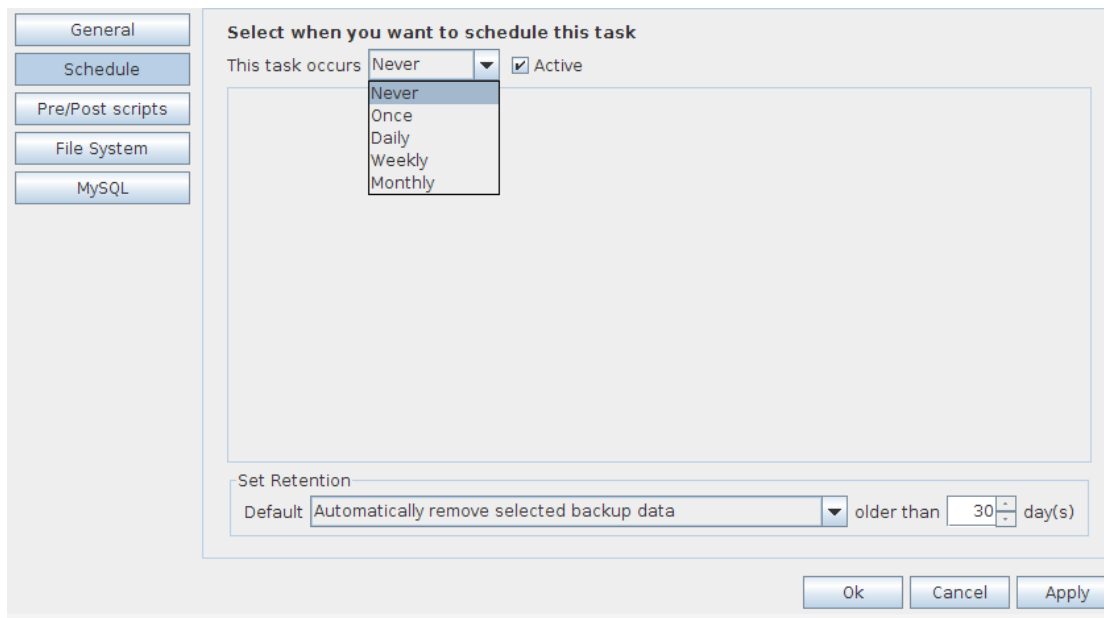 General
Schedule
Pre/Post scripts
File System
MySQL
Select when you want to schedule this task
This task occurs Never Active
Never
Once
Daily
Weekly
Monthly
Set Retention
Default Automatically remove selected backup data older than 30 day(s)
Ok Cancel Apply